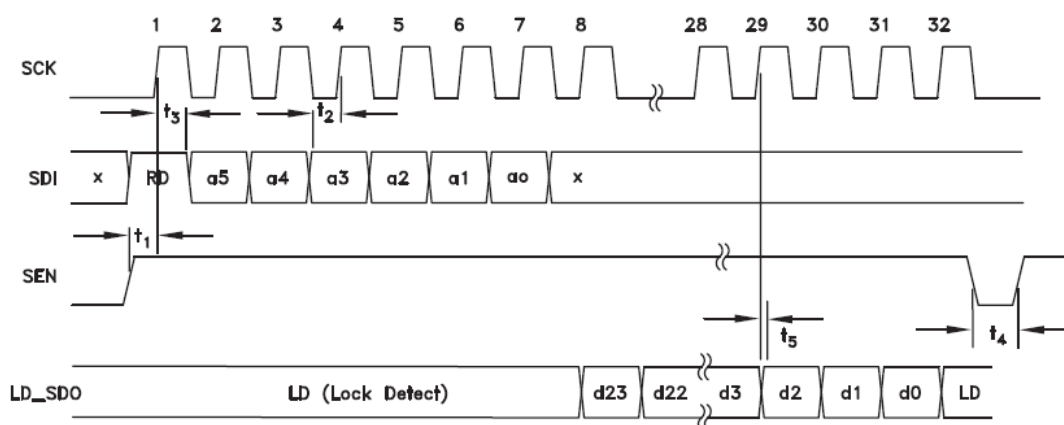 1 2 3 4 5 6 7 8 28 29 30 31 32
SCK
t3 t2
SDI x RD a5 a4 a3 a2 a1 ao x
t1
SEN
t5 t4
LD_SDO LD (Lock Detect) d23 d22 d3 d2 d1 d0 LD